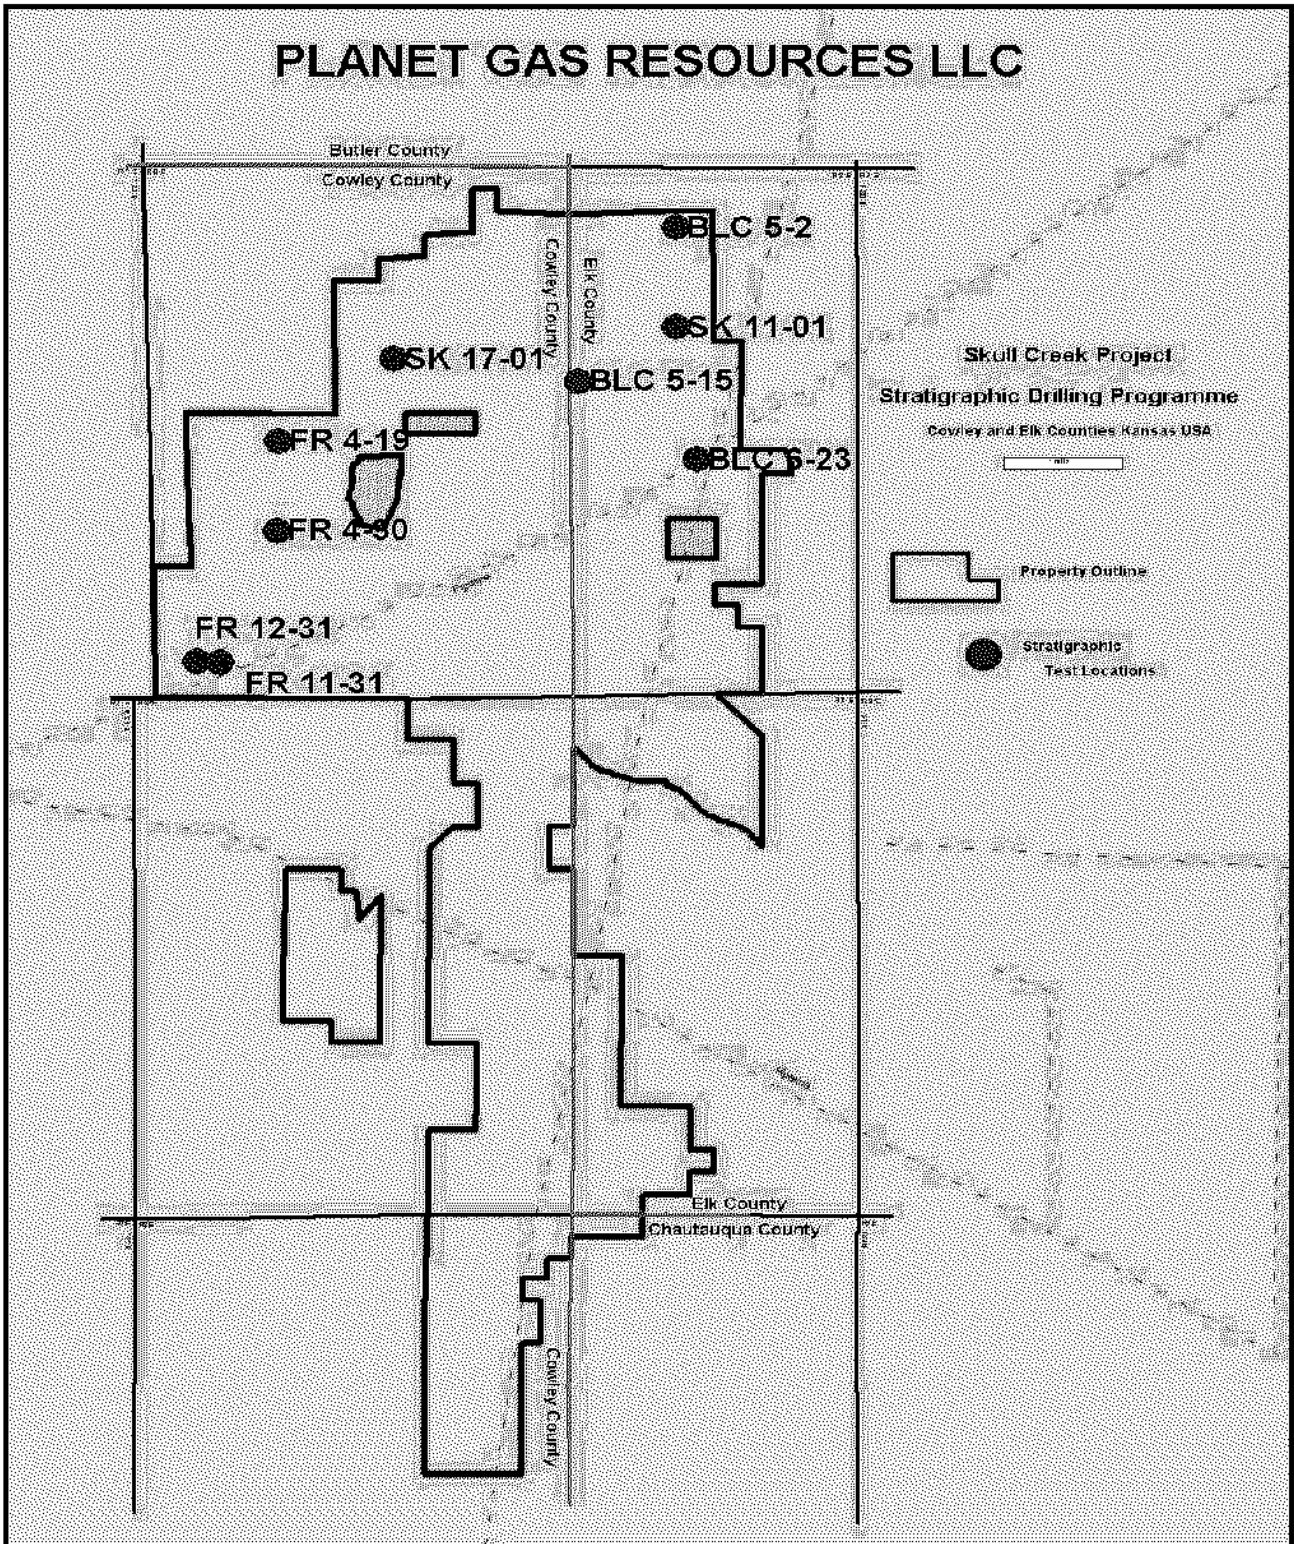 PLANET GAS RESOURCES LLC
Butler County
Cowley County
BLC 5-2
Cowley County
Elk County
SK 11-01
SK 17-01
BLC 5-15
Skull Creek Project
Stratigraphic Drilling Programme
Cowley and Elk Counties Kansas USA
FR 4-19
BLC 6-23
FR 4-30
Property Outline
FR 12-31
Stratigraphic
Test Locations
FR 11-31
Elk County
Chautauqua County
Cowley County